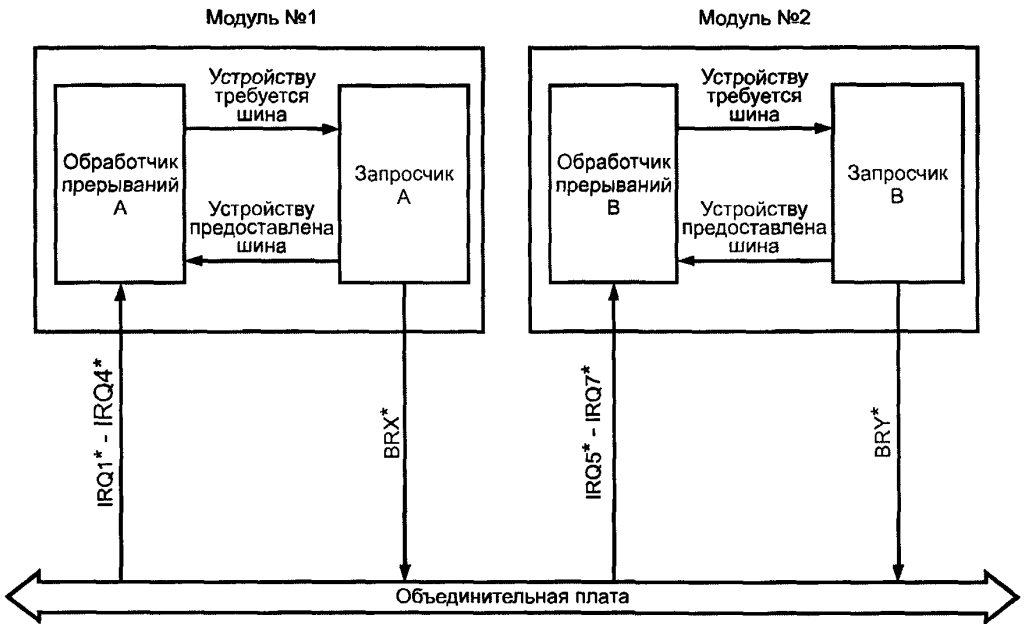 Модуль №1
Модуль №2
Устройству
требуется
шина
Обработчик
прерываний
А
Запросчик
А
Устройству
предоставлена
шина
Устройству
требуется
шина
Обработчик
прерываний
В
Запросчик
В
Устройству
предоставлена
шина
IRQ1* - IRQ4*
BRX*
IRQ5* - IRQ7*
BRY*
Объединительная плата